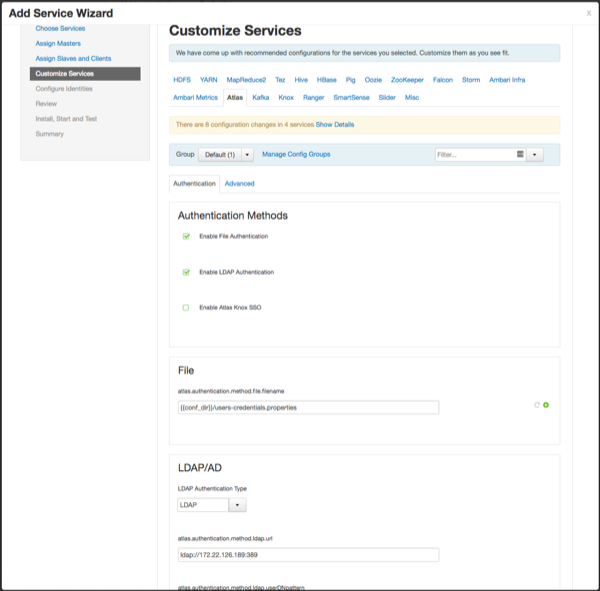 Add Service Wizard
x
Choose Services
Assign Masters
Assign Slaves and Clients
Customize Services
Configure Identities
Review
Install, Start and Test
Summary
Customize Services
We have come up with recommended configurations for the services you selected. Customize them as you see fit.
HDFS YARN MapReduce2 Tez Hive HBase Pig Oozie ZooKeeper Falcon Storm Ambari Infra
Ambari Metrics Atlas Kafka Knox Ranger SmartSense Slider Misc
There are 8 configuration changes in 4 services Show Details
Group Default (1) Manage Config Groups Filter...
Authentication Advanced
Authentication Methods
Enable File Authentication
Enable LDAP Authentication
Enable Atlas Knox SSO
File
atlas.authentication.method.file.filename
{{conf_dir}}/users-credentials.properties
LDAP/AD
LDAP Authentication Type
LDAP
atlas.authentication.method.ldap.url
ldap://172.22.126.189:389
atlas.authentication.method.ldap.userDNpattern